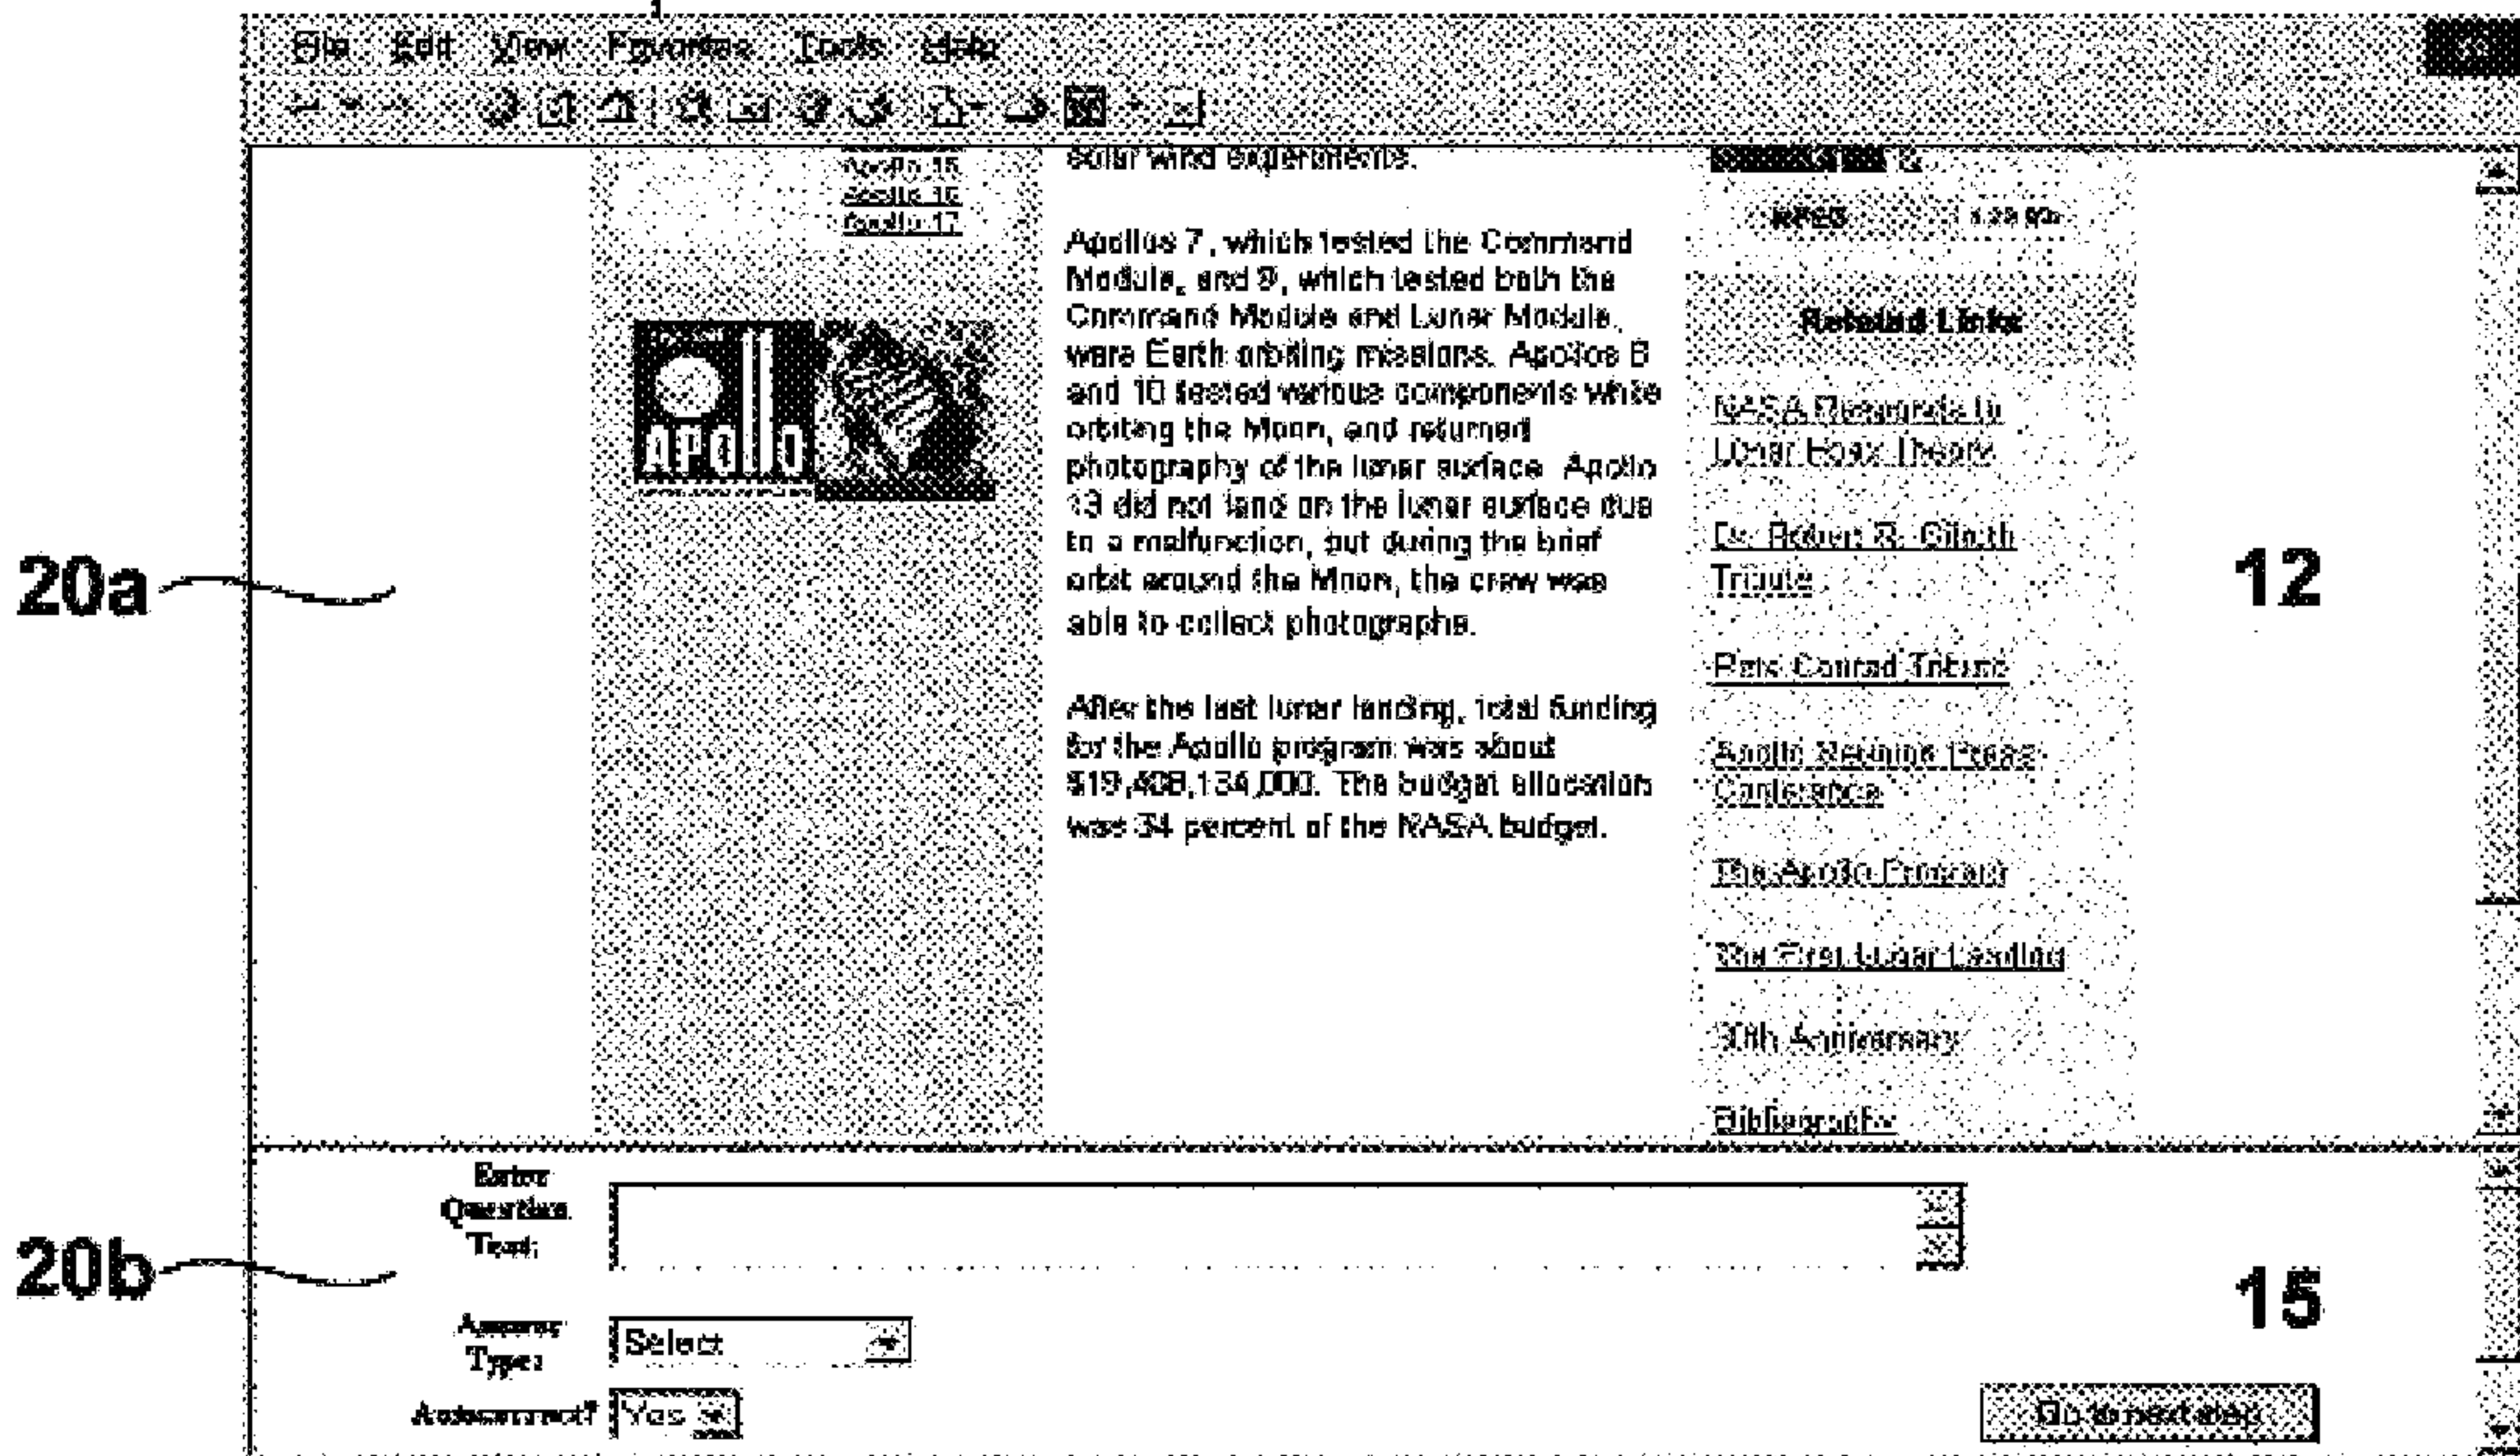 File Edit View Favorites Tools Help
Apollo 15
Apollo 16
Apollo 17
APOLLO
solar wind experiments.
Apollos 7, which tested the Command
Module, and 9, which tested both the
Command Module and Lunar Module,
were Earth orbiting missions. Apollos 8
and 10 tested various components while
orbiting the Moon, and returned
photography of the lunar surface. Apollo
13 did not land on the lunar surface due
to a malfunction, but during the brief
orbit around the Moon, the crew was
able to collect photographs.
After the last lunar landing, total funding
for the Apollo program was about
$19,408,134,000. The budget allocation
was 34 percent of the NASA budget.
MPEG
Related Links
NASA Responds to
Lunar Hoax Theory
Dr. Robert R. Gilruth
Tribute
Pete Conrad Tribute
Apollo Reunion Press
Conference
The Apollo Program
The First Lunar Landing
30th Anniversary
Bibliography
20a
12
20b
15
Enter
Question
Text:
Answer
Type:
Select
Autocorrect?
Yes
Go to next step